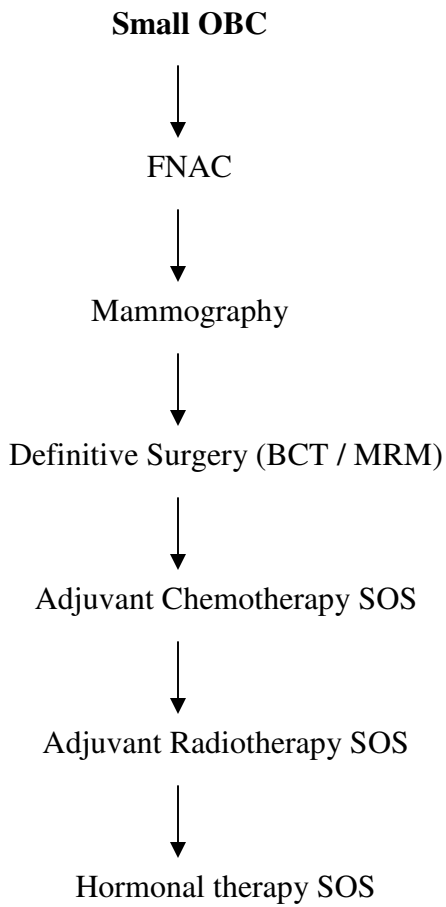 Small OBC
FNAC
Mammography
Definitive Surgery (BCT / MRM)
Adjuvant Chemotherapy SOS
Adjuvant Radiotherapy SOS
Hormonal therapy SOS